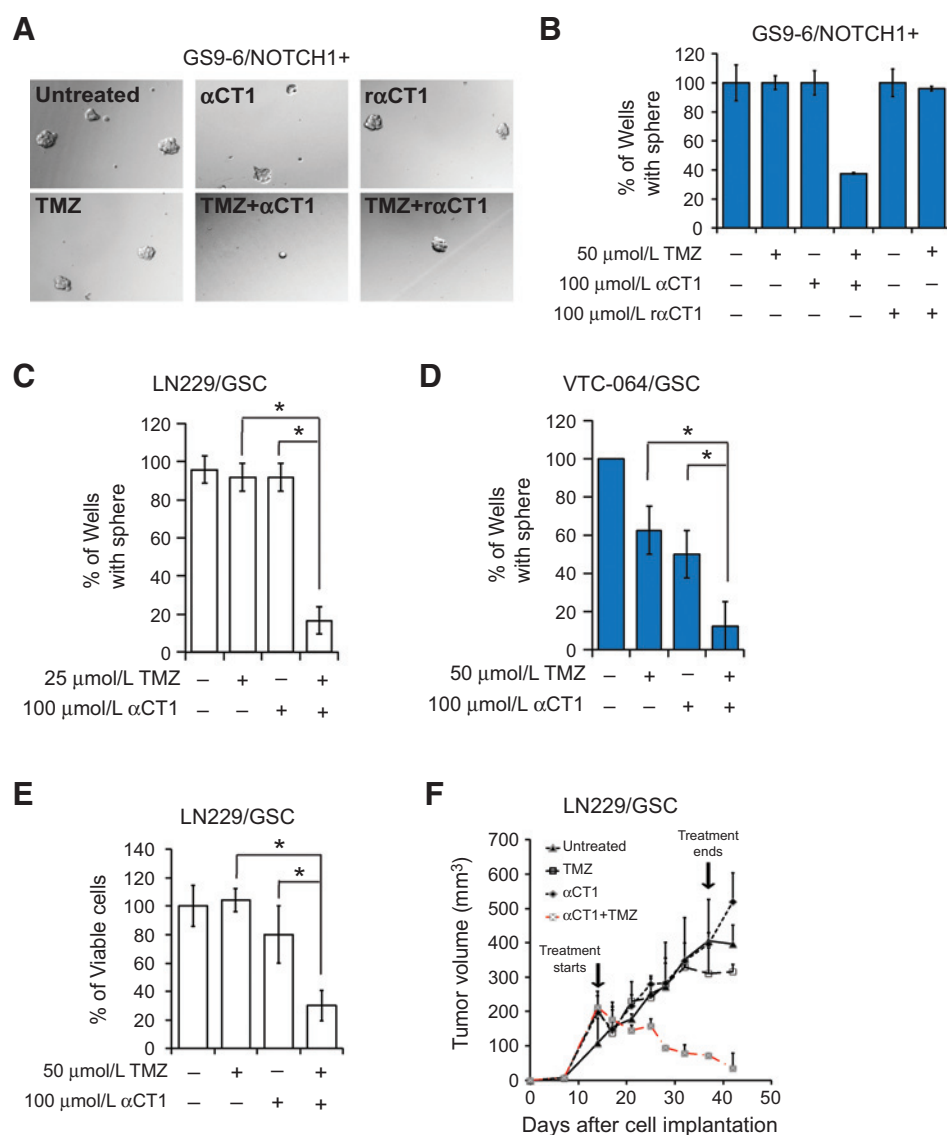 A
GS9-6/NOTCH1+
Untreated
αCT1
rαCT1
TMZ
TMZ+αCT1
TMZ+rαCT1
B
GS9-6/NOTCH1+
120
100
80
60
40
20
0
% of Wells
with sphere
50 μmol/L TMZ – + – + – +
100 μmol/L αCT1 – – + + – –
100 μmol/L rαCT1 – – – – + +
C
LN229/GSC
* *
120
100
80
60
40
20
0
% of Wells
with sphere
25 μmol/L TMZ – + – +
100 μmol/L αCT1 – – + +
D
VTC-064/GSC
* *
120
100
80
60
40
20
0
% of Wells
with sphere
50 μmol/L TMZ – + – +
100 μmol/L αCT1 – – + +
E
LN229/GSC
* *
140
120
100
80
60
40
20
0
% of Viable cells
50 μmol/L TMZ – + – +
100 μmol/L αCT1 – – + +
F
LN229/GSC
700
600
500
400
300
200
100
0
Tumor volume (mm³)
Untreated
TMZ
αCT1
αCT1+TMZ
Treatment
starts
Treatment
ends
0 10 20 30 40 50
Days after cell implantation